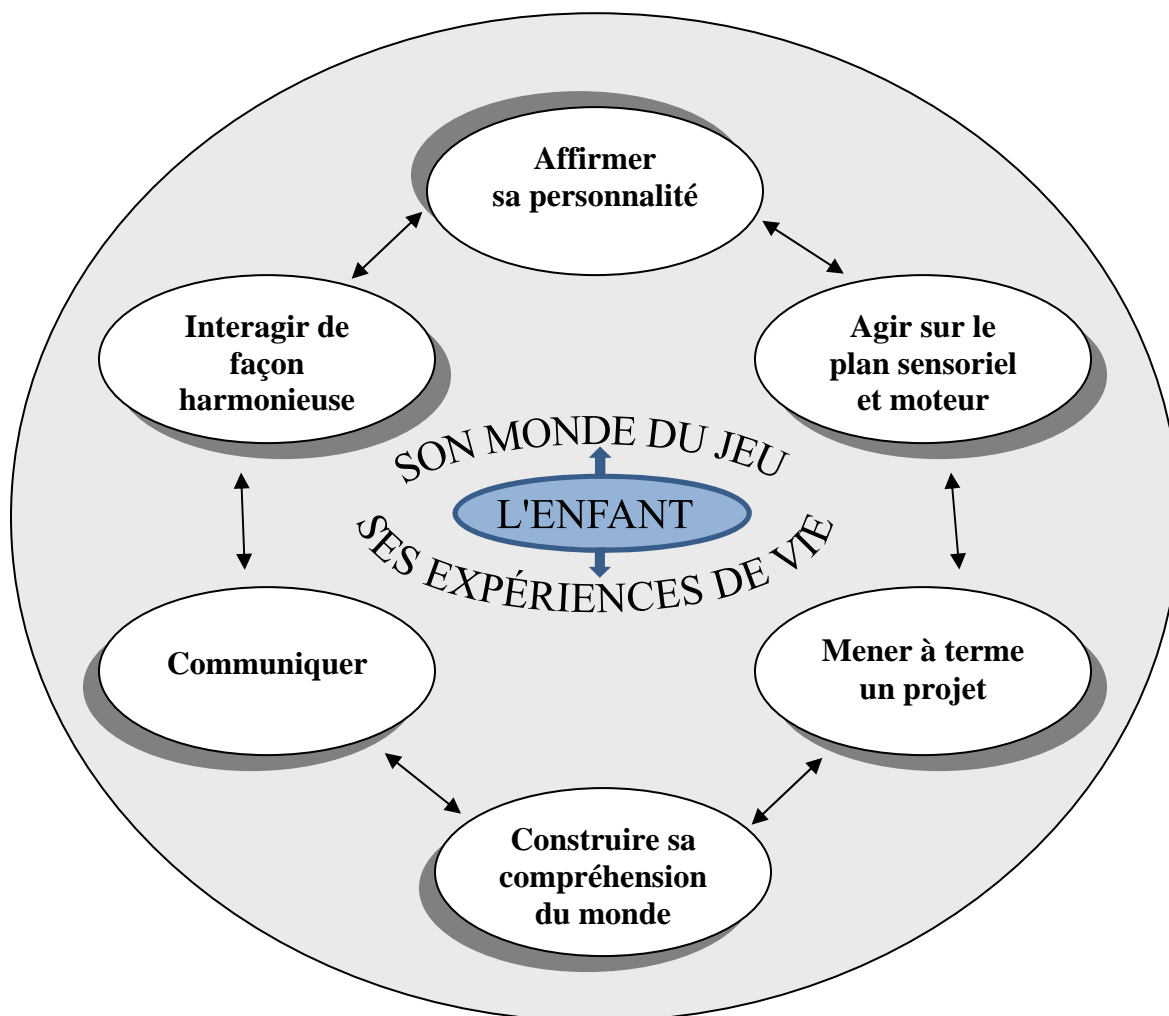 Affirmer
sa personnalité
Interagir de
façon
harmonieuse
Agir sur le
plan sensoriel
et moteur
SON MONDE DU JEU
L'ENFANT
SES EXPÉRIENCES DE VIE
Communiquer
Mener à terme
un projet
Construire sa
compréhension
du monde